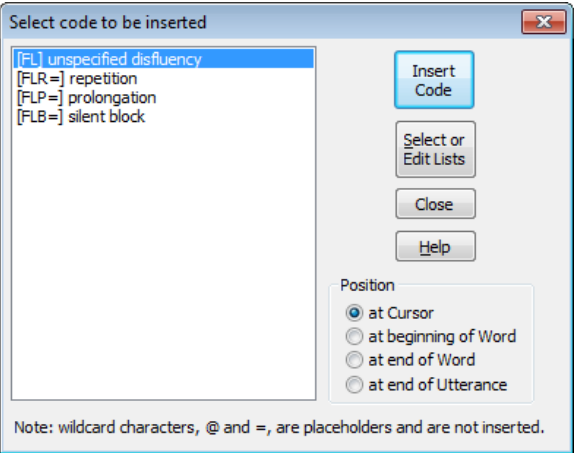 Select code to be inserted
[FL] unspecified disfluency
[FLR=] repetition
[FLP=] prolongation
[FLB=] silent block
Insert
Code
Select or
Edit Lists
Close
Help
Position
at Cursor
at beginning of Word
at end of Word
at end of Utterance
Note: wildcard characters, @ and =, are placeholders and are not inserted.